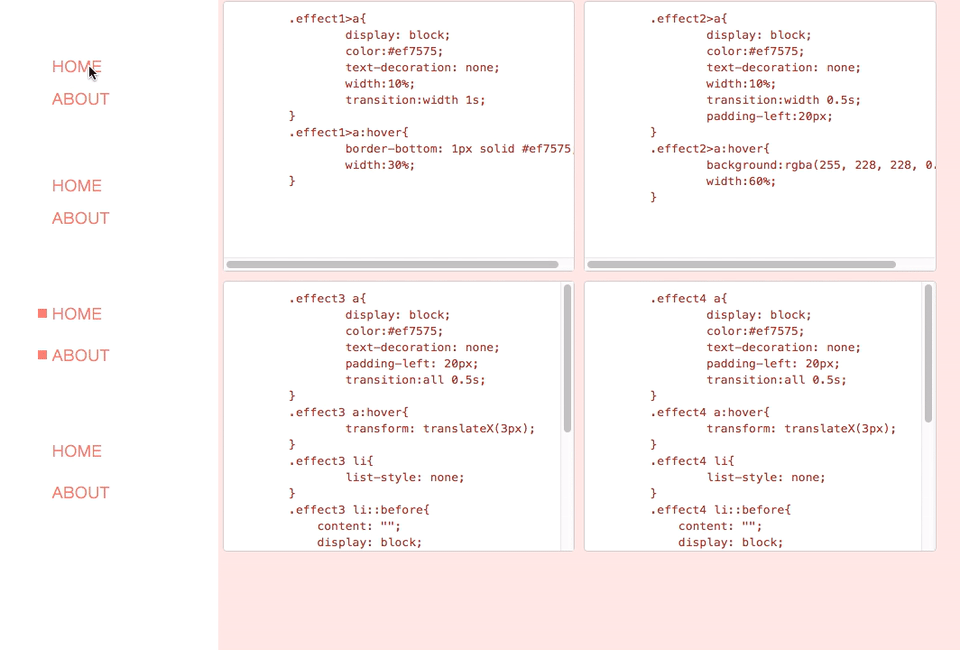 HOME
ABOUT
HOME
ABOUT
HOME
ABOUT
HOME
ABOUT
.effect1>a{
display: block;
color:#ef7575;
text-decoration: none;
width:10%;
transition:width 1s;
}
.effect1>a:hover{
border-bottom: 1px solid #ef7575;
width:30%;
}
.effect2>a{
display: block;
color:#ef7575;
text-decoration: none;
width:10%;
transition:width 0.5s;
padding-left:20px;
}
.effect2>a:hover{
background:rgba(255, 228, 228, 0.
width:60%;
}
.effect3 a{
display: block;
color:#ef7575;
text-decoration: none;
padding-left: 20px;
transition:all 0.5s;
}
.effect3 a:hover{
transform: translateX(3px);
}
.effect3 li{
list-style: none;
}
.effect3 li::before{
content: "";
display: block;
.effect4 a{
display: block;
color:#ef7575;
text-decoration: none;
padding-left: 20px;
transition:all 0.5s;
}
.effect4 a:hover{
transform: translateX(3px);
}
.effect4 li{
list-style: none;
}
.effect4 li::before{
content: "";
display: block;